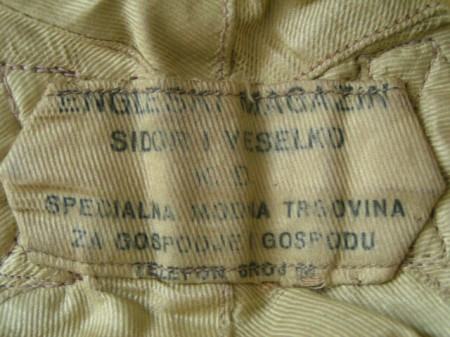 ENGLESKI MAGAZIN
SIDOR I VESELKO
SPECIALNA MODNA TRGOVINA
ZA GOSPODJE I GOSPODU
TELEFON BROJ